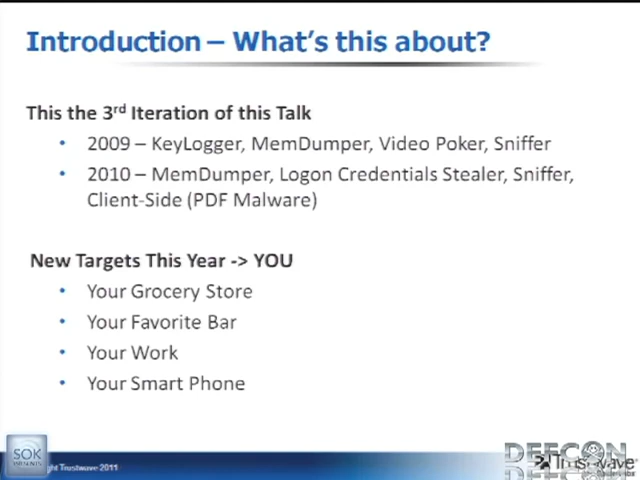 Introduction – What's this about?
This the 3rd Iteration of this Talk
• 2009 – KeyLogger, MemDumper, Video Poker, Sniffer
• 2010 – MemDumper, Logon Credentials Stealer, Sniffer,
Client-Side (PDF Malware)
New Targets This Year -> YOU
• Your Grocery Store
• Your Favorite Bar
• Your Work
• Your Smart Phone
SOK
ght Trustwave 2011
DEFCON
Trustwave